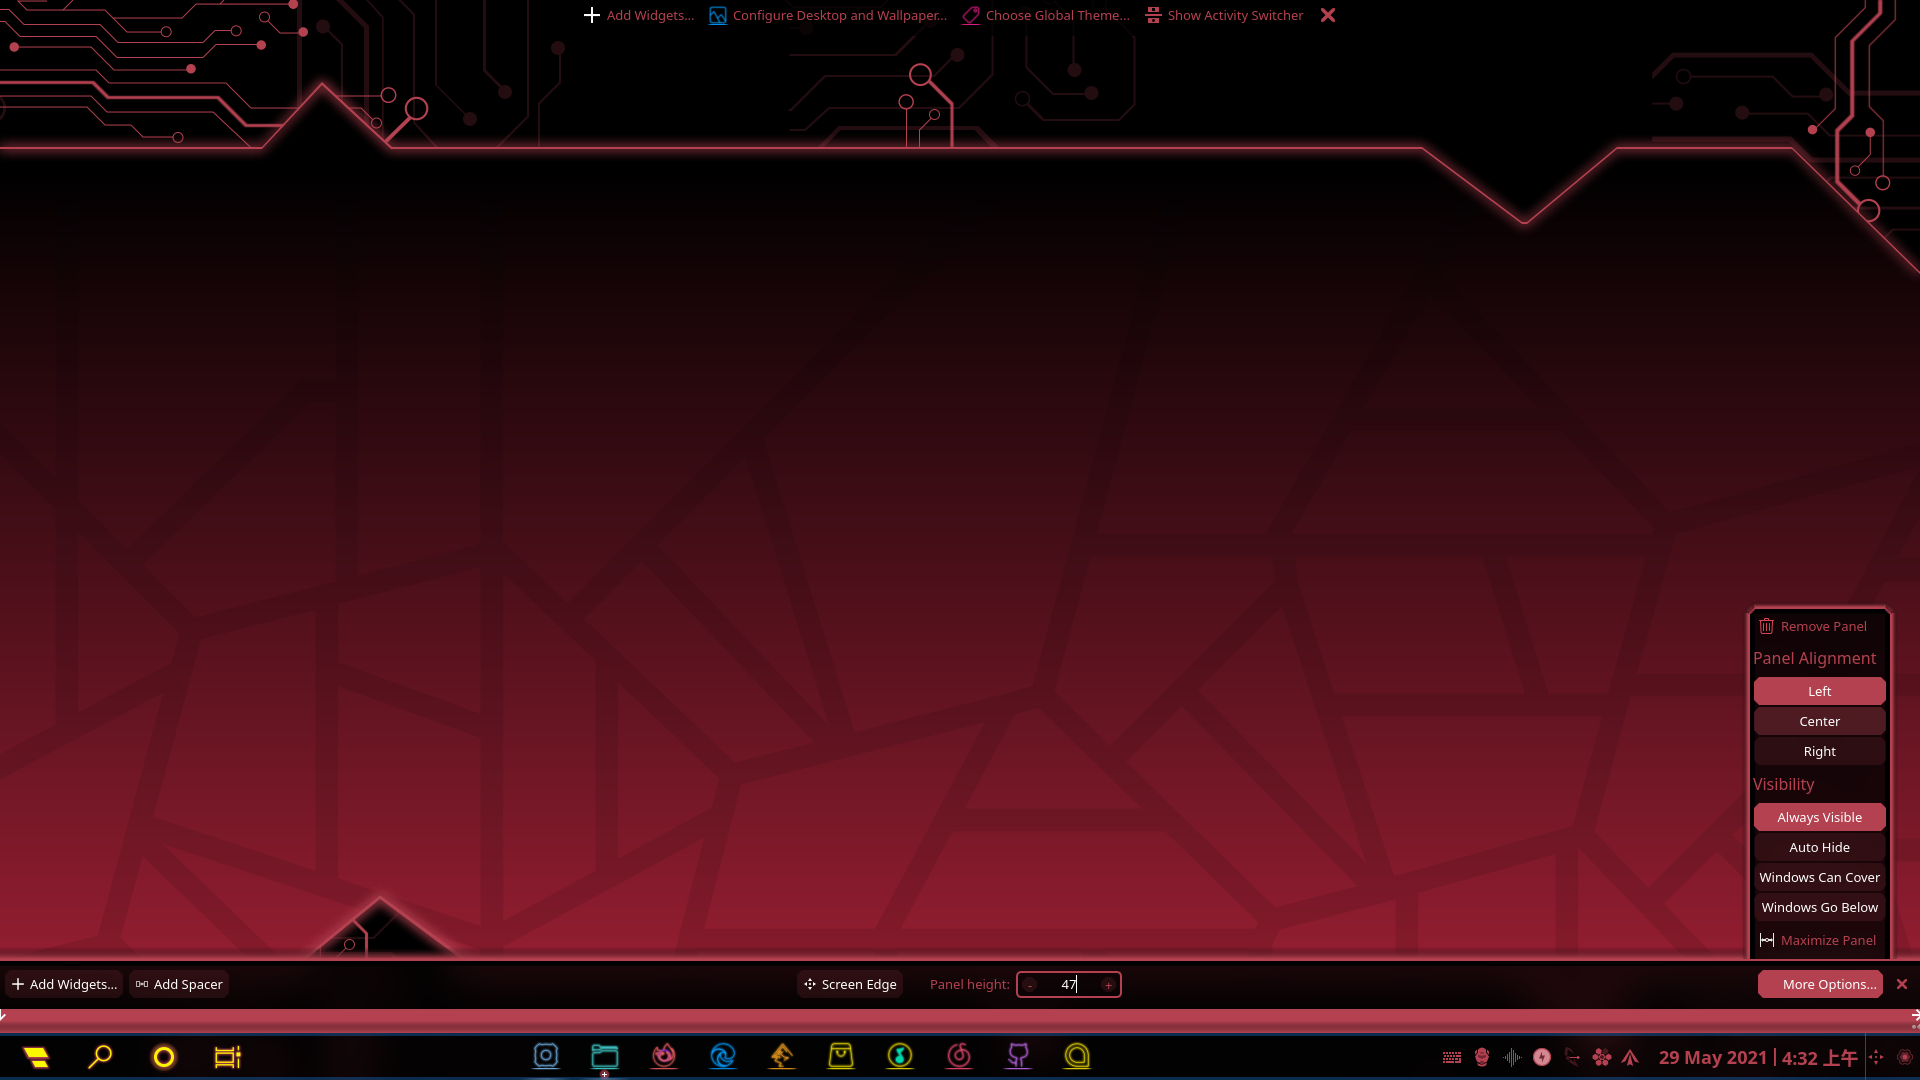 Add Widgets... Configure Desktop and Wallpaper... Choose Global Theme... Show Activity Switcher
Remove Panel
Panel Alignment
Left
Center
Right
Visibility
Always Visible
Auto Hide
Windows Can Cover
Windows Go Below
Maximize Panel
Add Widgets... Add Spacer Screen Edge Panel height: - 47 + More Options...
29 May 2021 | 4:32 上午